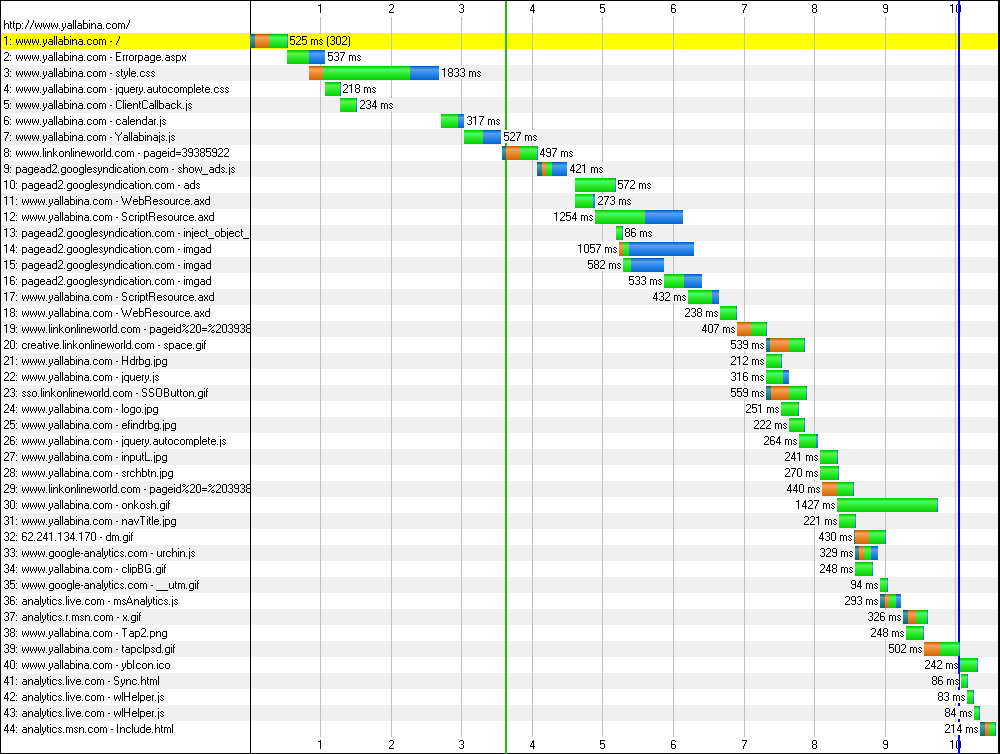 1 2 3 4 5 6 7 8 9 10
http://www.yallabina.com/
1: www.yallabina.com - / 525 ms (302)
2: www.yallabina.com - Errorpage.aspx 537 ms
3: www.yallabina.com - style.css 1833 ms
4: www.yallabina.com - jquery.autocomplete.css 218 ms
5: www.yallabina.com - ClientCallback.js 234 ms
6: www.yallabina.com - calendar.js 317 ms
7: www.yallabina.com - Yallabinajs.js 527 ms
8: www.linkonlineworld.com - pageid=39385922 497 ms
9: pagead2.googlesyndication.com - show_ads.js 421 ms
10: pagead2.googlesyndication.com - ads 572 ms
11: www.yallabina.com - WebResource.axd 273 ms
12: www.yallabina.com - ScriptResource.axd 1254 ms
13: pagead2.googlesyndication.com - inject_object_ 86 ms
14: pagead2.googlesyndication.com - imgad 1057 ms
15: pagead2.googlesyndication.com - imgad 582 ms
16: pagead2.googlesyndication.com - imgad 533 ms
17: www.yallabina.com - ScriptResource.axd 432 ms
18: www.yallabina.com - WebResource.axd 238 ms
19: www.linkonlineworld.com - pageid%20=%203938 407 ms
20: creative.linkonlineworld.com - space.gif 539 ms
21: www.yallabina.com - Hdrbg.jpg 212 ms
22: www.yallabina.com - jquery.js 316 ms
23: sso.linkonlineworld.com - SSOButton.gif 559 ms
24: www.yallabina.com - logo.jpg 251 ms
25: www.yallabina.com - efindrbg.jpg 222 ms
26: www.yallabina.com - jquery.autocomplete.js 264 ms
27: www.yallabina.com - inputL.jpg 241 ms
28: www.yallabina.com - srchbtn.jpg 270 ms
29: www.linkonlineworld.com - pageid%20=%203938 440 ms
30: www.yallabina.com - onkosh.gif 1427 ms
31: www.yallabina.com - navTitle.jpg 221 ms
32: 62.241.134.170 - dm.gif 430 ms
33: www.google-analytics.com - urchin.js 329 ms
34: www.yallabina.com - clipBG.gif 248 ms
35: www.google-analytics.com - __utm.gif 94 ms
36: analytics.live.com - msAnalytics.js 293 ms
37: analytics.r.msn.com - x.gif 326 ms
38: www.yallabina.com - Tap2.png 248 ms
39: www.yallabina.com - tapclpsd.gif 502 ms
40: www.yallabina.com - ybIcon.ico 242 ms
41: analytics.live.com - Sync.html 86 ms
42: analytics.live.com - wlHelper.js 83 ms
43: analytics.live.com - wlHelper.js 84 ms
44: analytics.msn.com - Include.html 214 ms
1 2 3 4 5 6 7 8 9 10